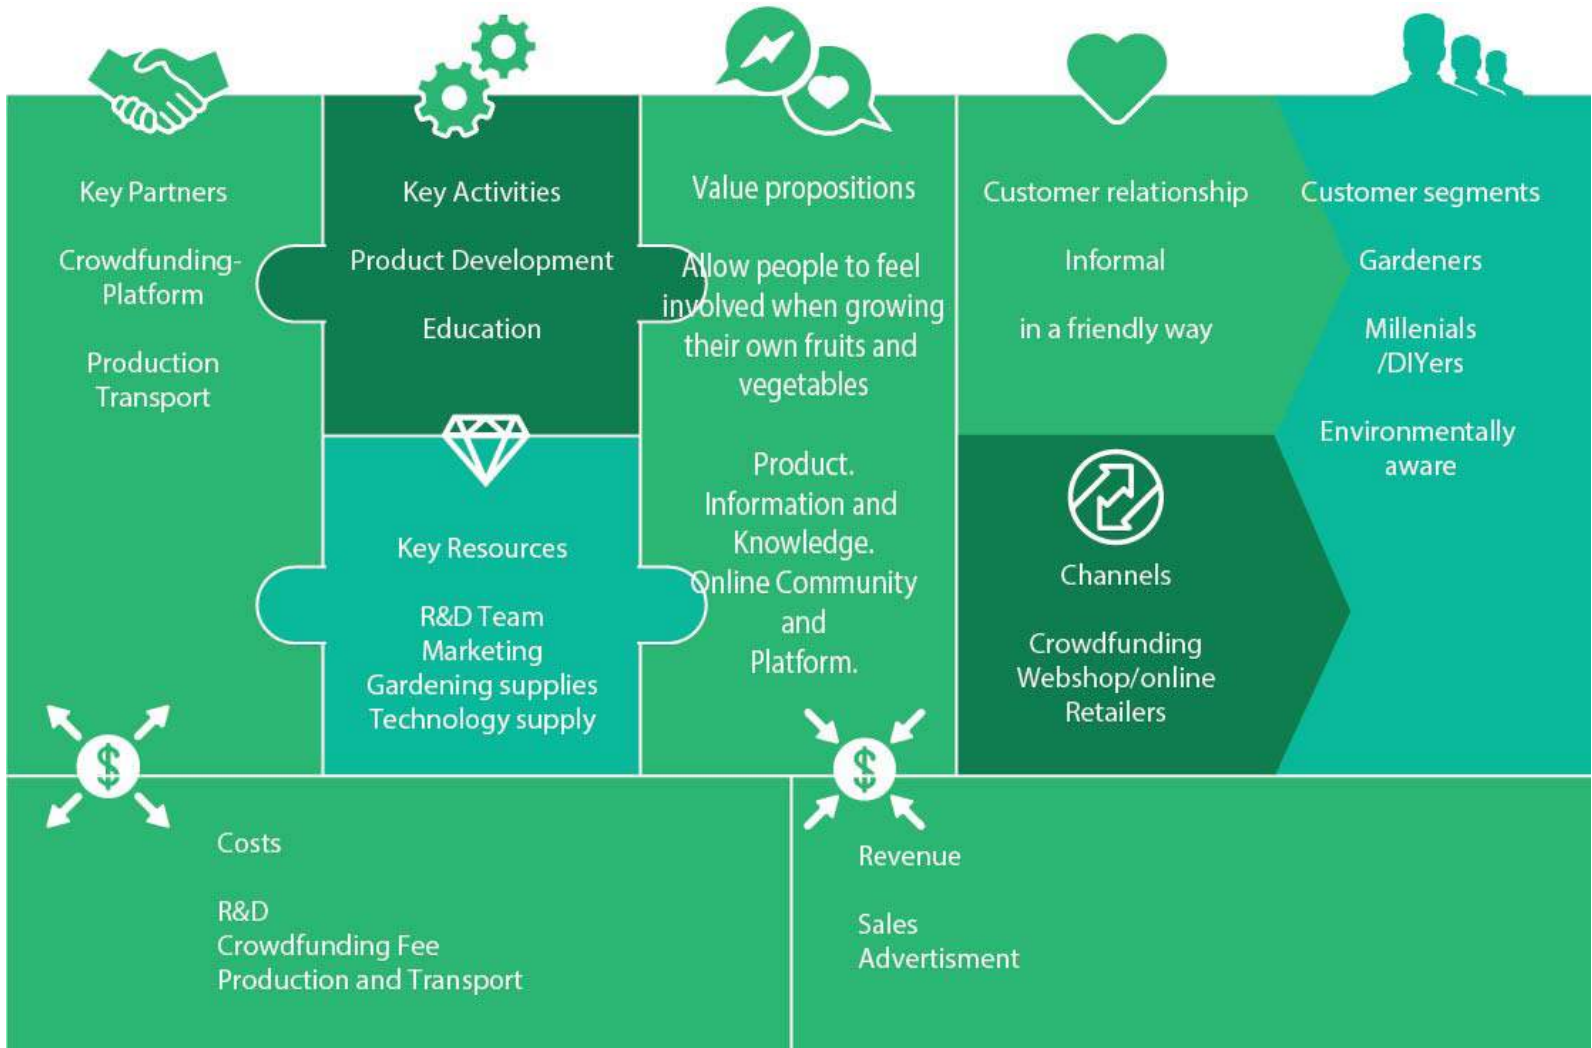 Key Partners
Crowdfunding-
Platform
Production
Transport
Key Activities
Product Development
Education
Key Resources
R&D Team
Marketing
Gardening supplies
Technology supply
Value propositions
Allow people to feel
involved when growing
their own fruits and
vegetables
Product.
Information and
Knowledge.
Online Community
and
Platform.
Customer relationship
Informal
in a friendly way
Channels
Crowdfunding
Webshop/online
Retailers
Customer segments
Gardeners
Millenials
/DIYers
Environmentally
aware
$
Costs
R&D
Crowdfunding Fee
Production and Transport
$
Revenue
Sales
Advertisment